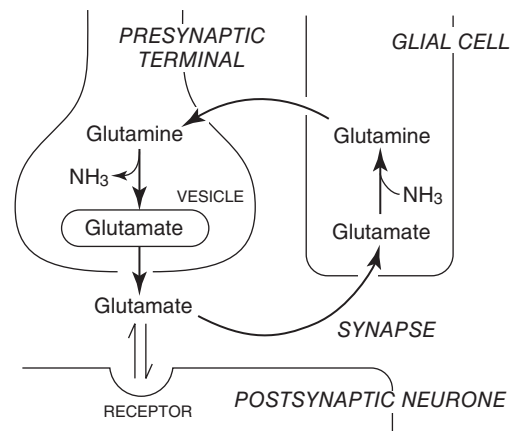 PRESYNAPTIC
TERMINAL
GLIAL CELL
Glutamine
NH3
VESICLE
Glutamate
Glutamate
Glutamine
NH3
Glutamate
SYNAPSE
RECEPTOR
POSTSYNAPTIC NEURONE